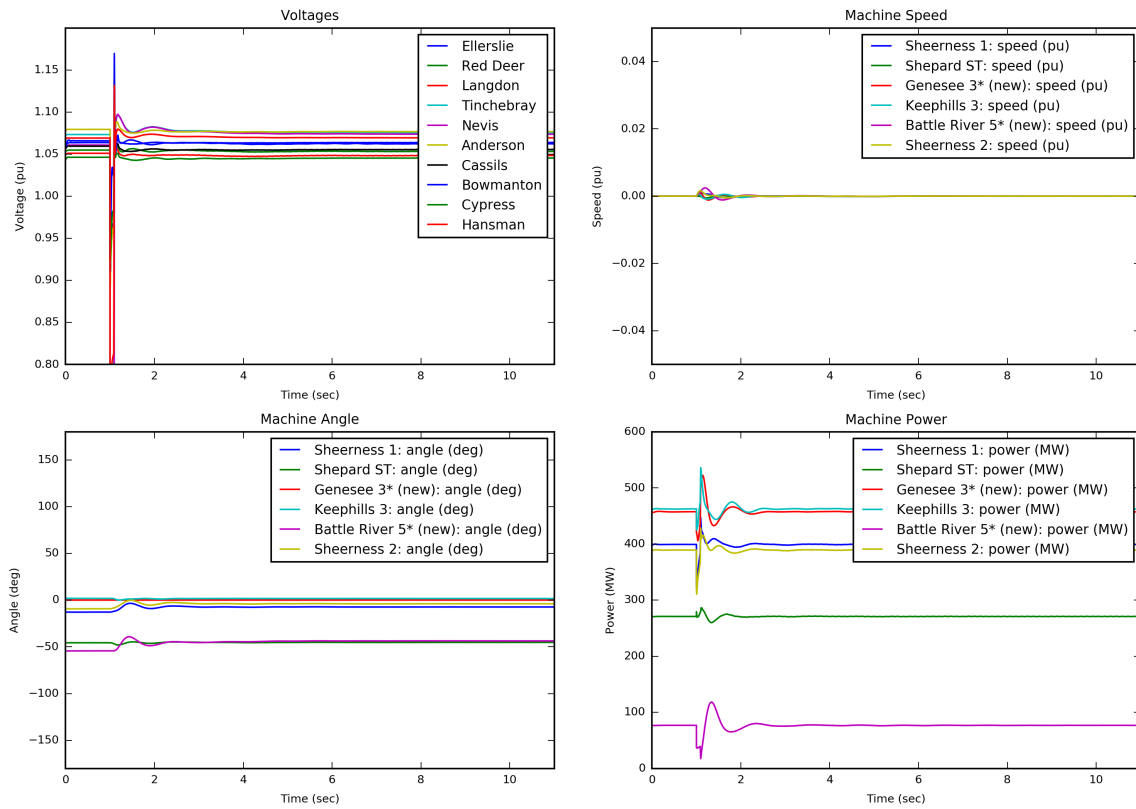 Voltages
1.15
1.10
1.05
1.00
0.95
0.90
0.85
0.80
Voltage (pu)
Ellerslie
Red Deer
Langdon
Tinchebray
Nevis
Anderson
Cassils
Bowmanton
Cypress
Hansman
0 2 4 6 8 10
Time (sec)
Machine Speed
0.04
0.02
0.00
−0.02
−0.04
Speed (pu)
Sheerness 1: speed (pu)
Shepard ST: speed (pu)
Genesee 3* (new): speed (pu)
Keephills 3: speed (pu)
Battle River 5* (new): speed (pu)
Sheerness 2: speed (pu)
0 2 4 6 8 10
Time (sec)
Machine Angle
150
100
50
0
−50
−100
−150
Angle (deg)
Sheerness 1: angle (deg)
Shepard ST: angle (deg)
Genesee 3* (new): angle (deg)
Keephills 3: angle (deg)
Battle River 5* (new): angle (deg)
Sheerness 2: angle (deg)
0 2 4 6 8 10
Time (sec)
Machine Power
600
500
400
300
200
100
0
Power (MW)
Sheerness 1: power (MW)
Shepard ST: power (MW)
Genesee 3* (new): power (MW)
Keephills 3: power (MW)
Battle River 5* (new): power (MW)
Sheerness 2: power (MW)
0 2 4 6 8 10
Time (sec)